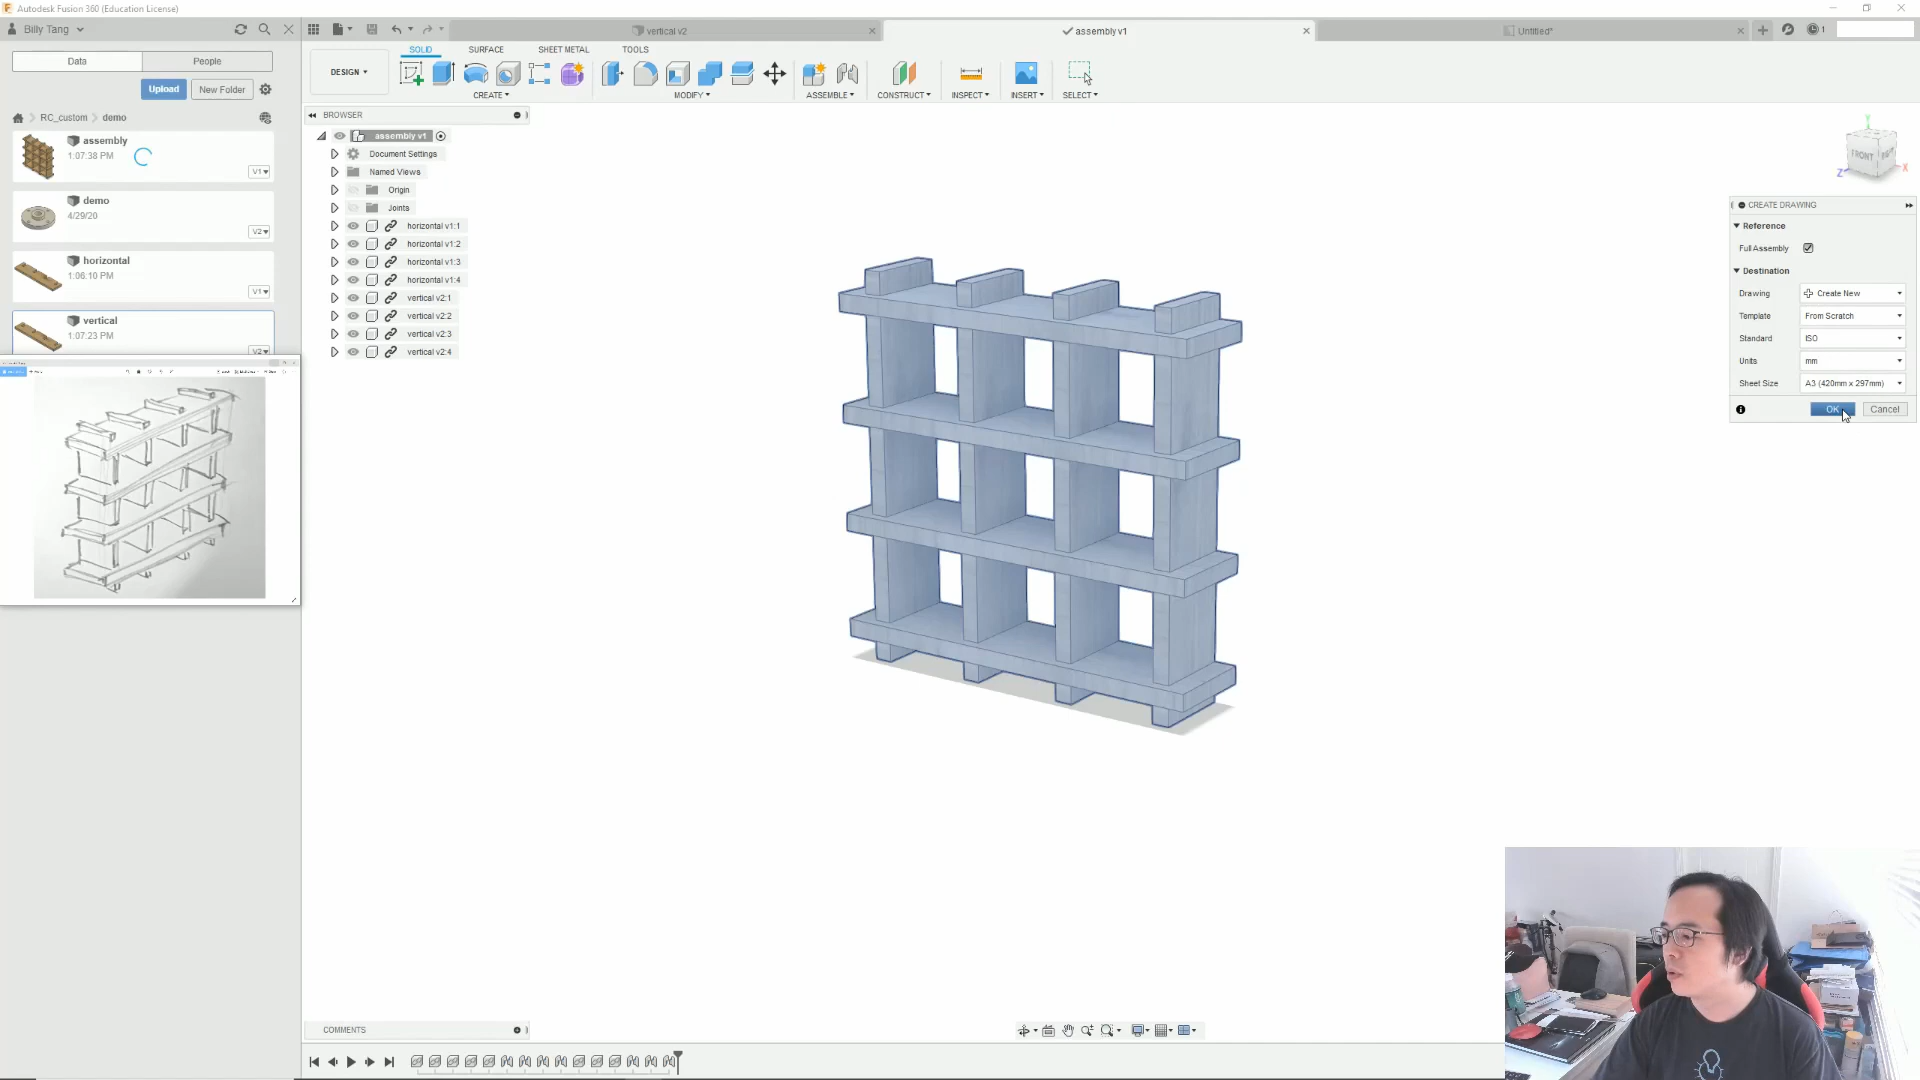 Autodesk Fusion 360 (Education License)
Billy Tang
vertical v2
assembly v1
Untitled*
1
Data
People
Upload
New Folder
RC_custom
demo
assembly
1:07:38 PM
V1
demo
4/29/20
V2
horizontal
1:06:10 PM
V1
vertical
1:07:23 PM
V2
DESIGN
SOLID
SURFACE
SHEET METAL
TOOLS
CREATE
MODIFY
ASSEMBLE
CONSTRUCT
INSPECT
INSERT
SELECT
BROWSER
assembly v1
Document Settings
Named Views
Origin
Joints
horizontal v1:1
horizontal v1:2
horizontal v1:3
horizontal v1:4
vertical v2:1
vertical v2:2
vertical v2:3
vertical v2:4
FRONT
RIGHT
Y
X
Z
CREATE DRAWING
Reference
Full Assembly
Destination
Drawing
Create New
Template
From Scratch
Standard
ISO
Units
mm
Sheet Size
A3 (420mm x 297mm)
OK
Cancel
COMMENTS